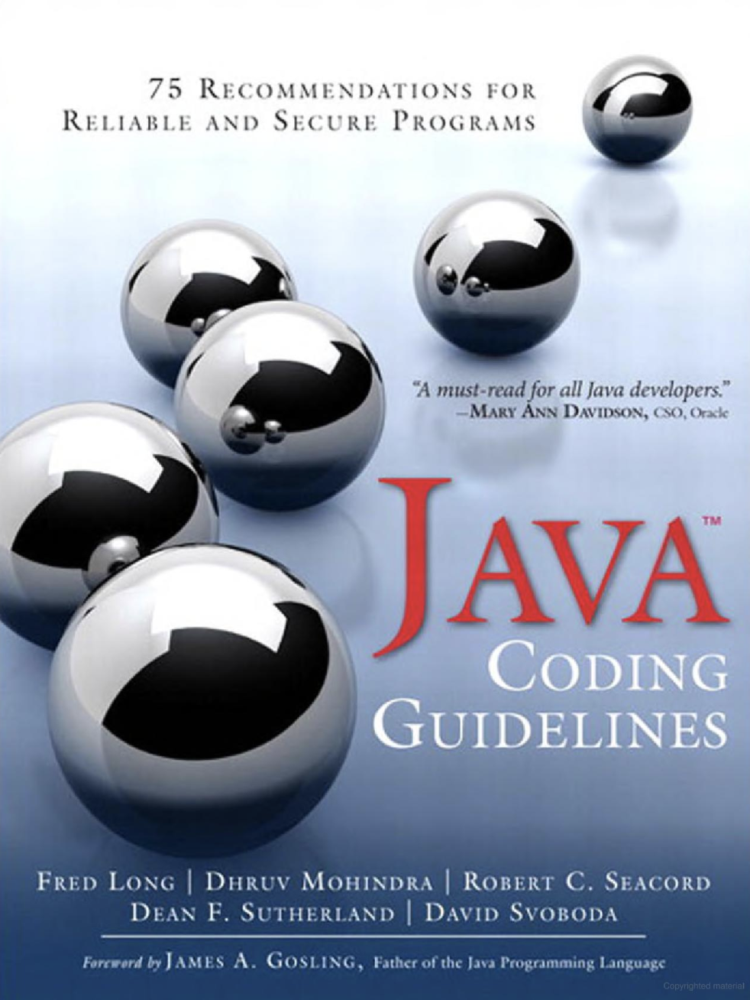 75 Recommendations for
Reliable and Secure Programs
“A must-read for all Java developers.”
—Mary Ann Davidson, CSO, Oracle
Java™
Coding
Guidelines
Fred Long | Dhruv Mohindra | Robert C. Seacord
Dean F. Sutherland | David Svoboda
Foreword by James A. Gosling, Father of the Java Programming Language
Copyrighted material